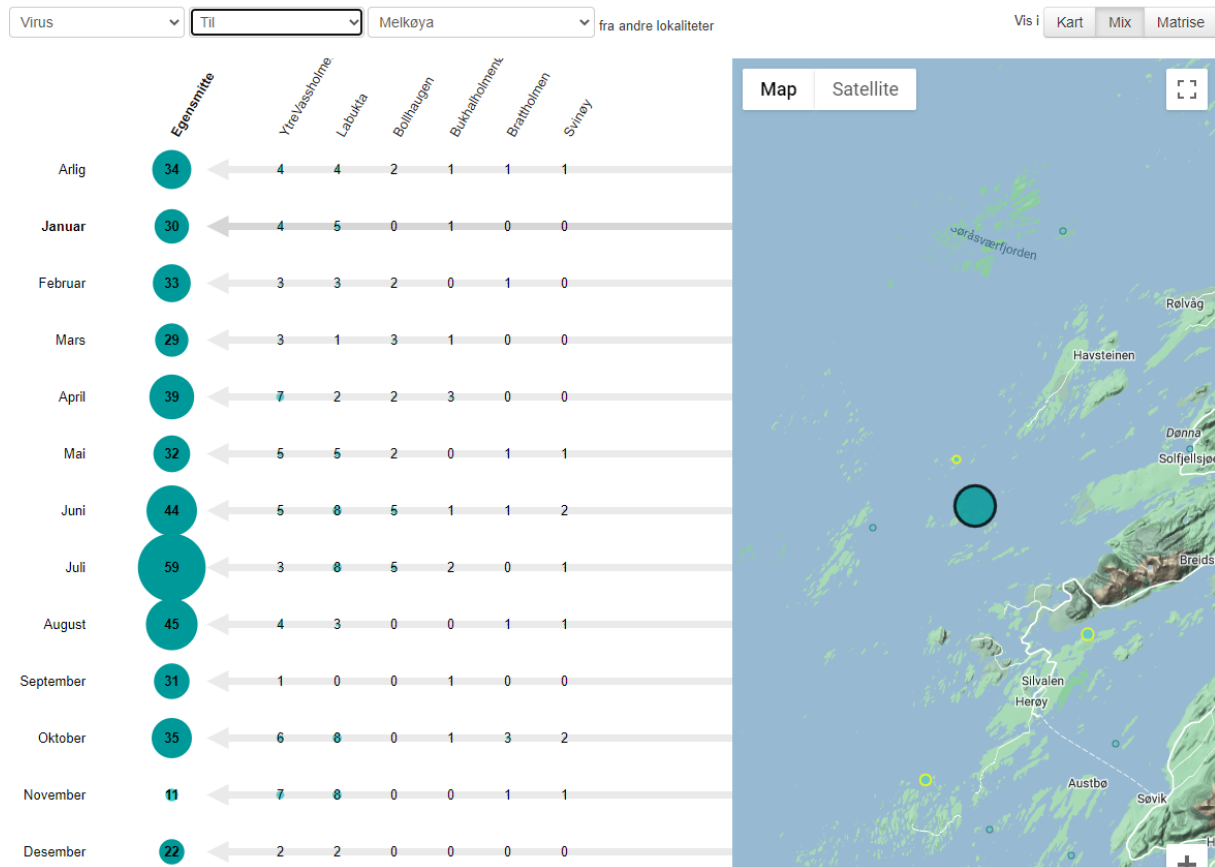 Virus
Til
Melkøya
fra andre lokaliteter
Vis i
Kart
Mix
Matrise
Egensmitte
YtreVassholme
Labukta
Bollhaugen
Bukhalholmene
Brattholmen
Svinøy
Arlig 34 4 4 2 1 1 1
Januar 30 4 5 0 1 0 0
Februar 33 3 3 2 0 1 0
Mars 29 3 1 3 1 0 0
April 39 7 2 2 3 0 0
Mai 32 5 5 2 0 1 1
Juni 44 5 8 5 1 1 2
Juli 59 3 8 5 2 0 1
August 45 4 3 0 0 1 1
September 31 1 0 0 1 0 0
Oktober 35 6 8 0 1 3 2
November 11 7 8 0 0 1 1
Desember 22 2 2 0 0 0 0
Map
Satellite
Søråsværfjorden
Rølvåg
Havsteinen
Dønna
Solfjellsjøe
Breids
Silvalen
Herøy
Austbø
Søvik
H